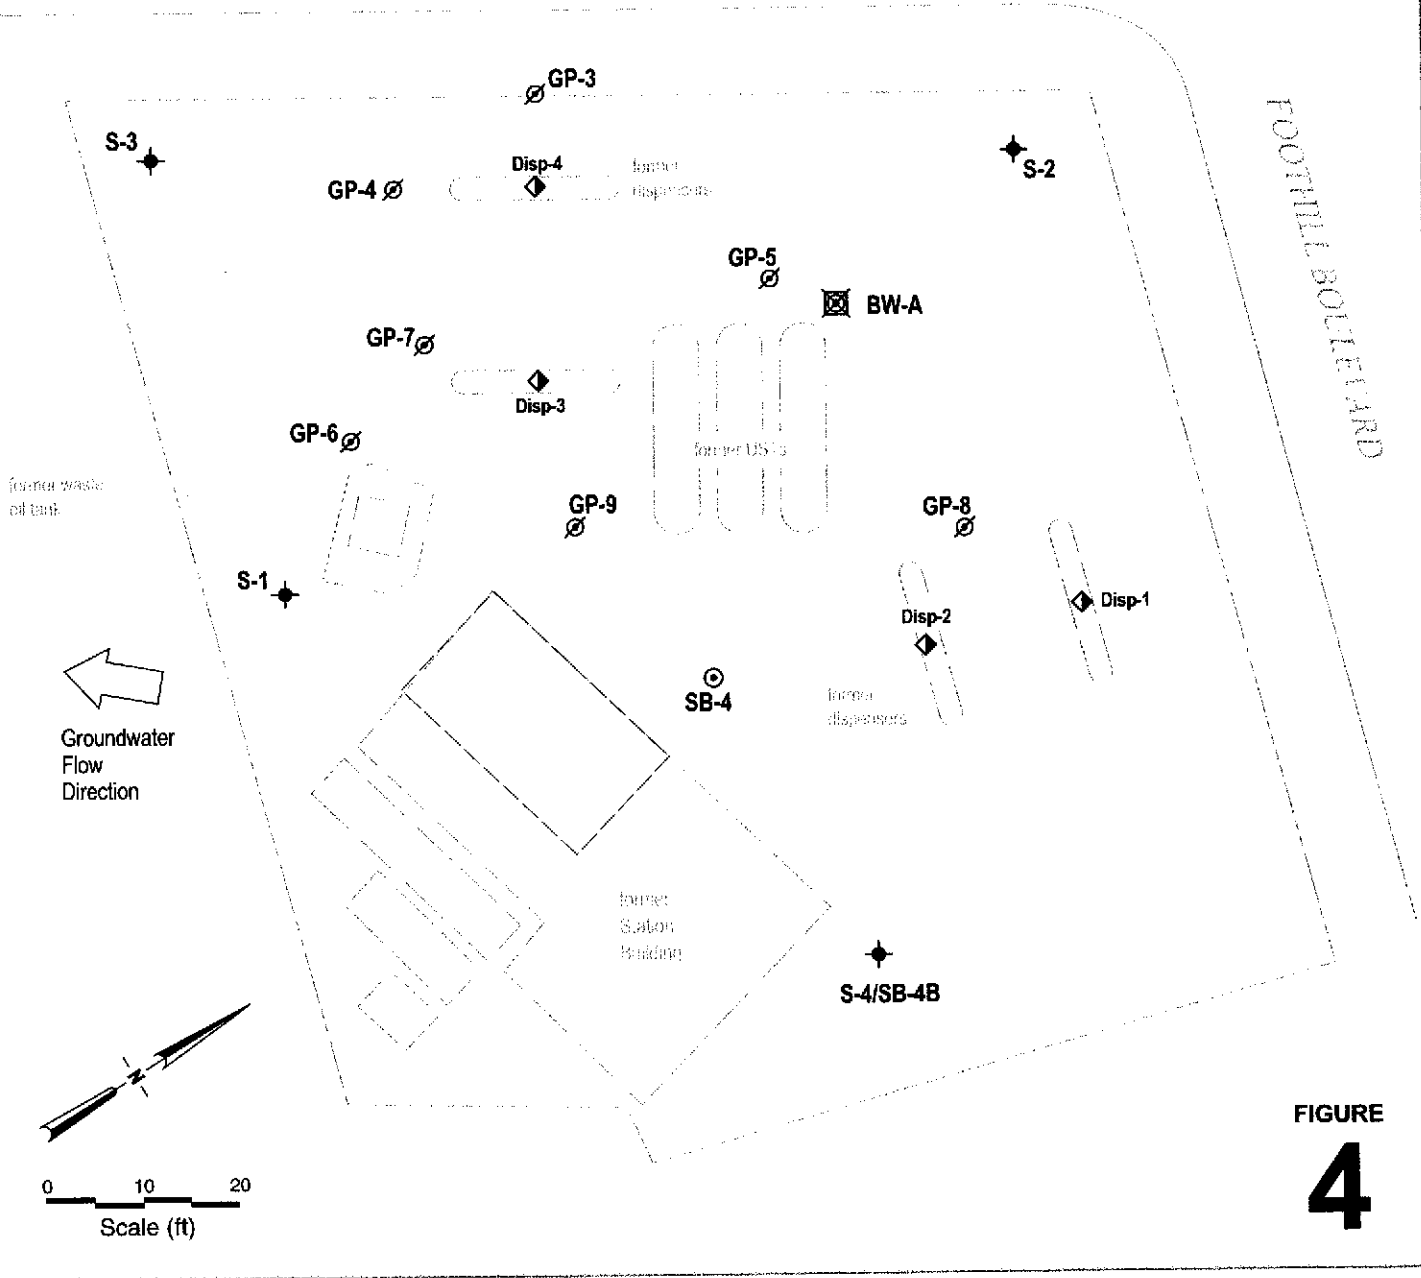 GP-3
S-3
Disp-4
former
dispensers
S-2
GP-4
FOOTHILL BOULEVARD
GP-5
BW-A
GP-7
Disp-3
GP-6
former USTs
former waste
oil tank
GP-9
GP-8
S-1
Disp-1
Disp-2
SB-4
former
dispensers
Groundwater
Flow
Direction
former
Station
Building
S-4/SB-4B
N
FIGURE
4
0 10 20
Scale (ft)